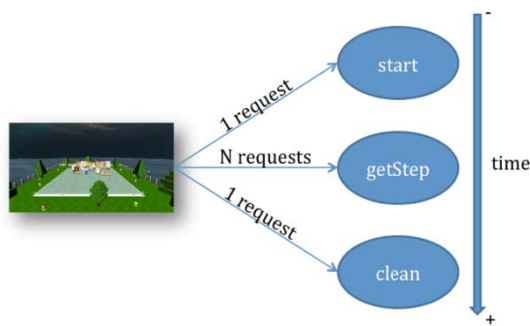 -
start
1 request
N requests
getStep
time
1 request
clean
+